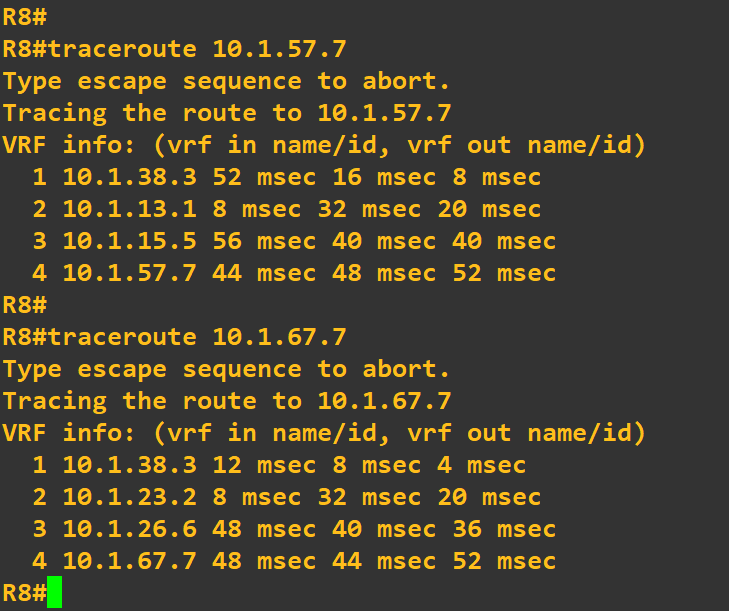 R8#
R8#traceroute 10.1.57.7
Type escape sequence to abort.
Tracing the route to 10.1.57.7
VRF info: (vrf in name/id, vrf out name/id)
  1 10.1.38.3 52 msec 16 msec 8 msec
  2 10.1.13.1 8 msec 32 msec 20 msec
  3 10.1.15.5 56 msec 40 msec 40 msec
  4 10.1.57.7 44 msec 48 msec 52 msec
R8#
R8#traceroute 10.1.67.7
Type escape sequence to abort.
Tracing the route to 10.1.67.7
VRF info: (vrf in name/id, vrf out name/id)
  1 10.1.38.3 12 msec 8 msec 4 msec
  2 10.1.23.2 8 msec 32 msec 20 msec
  3 10.1.26.6 48 msec 40 msec 36 msec
  4 10.1.67.7 48 msec 44 msec 52 msec
R8#